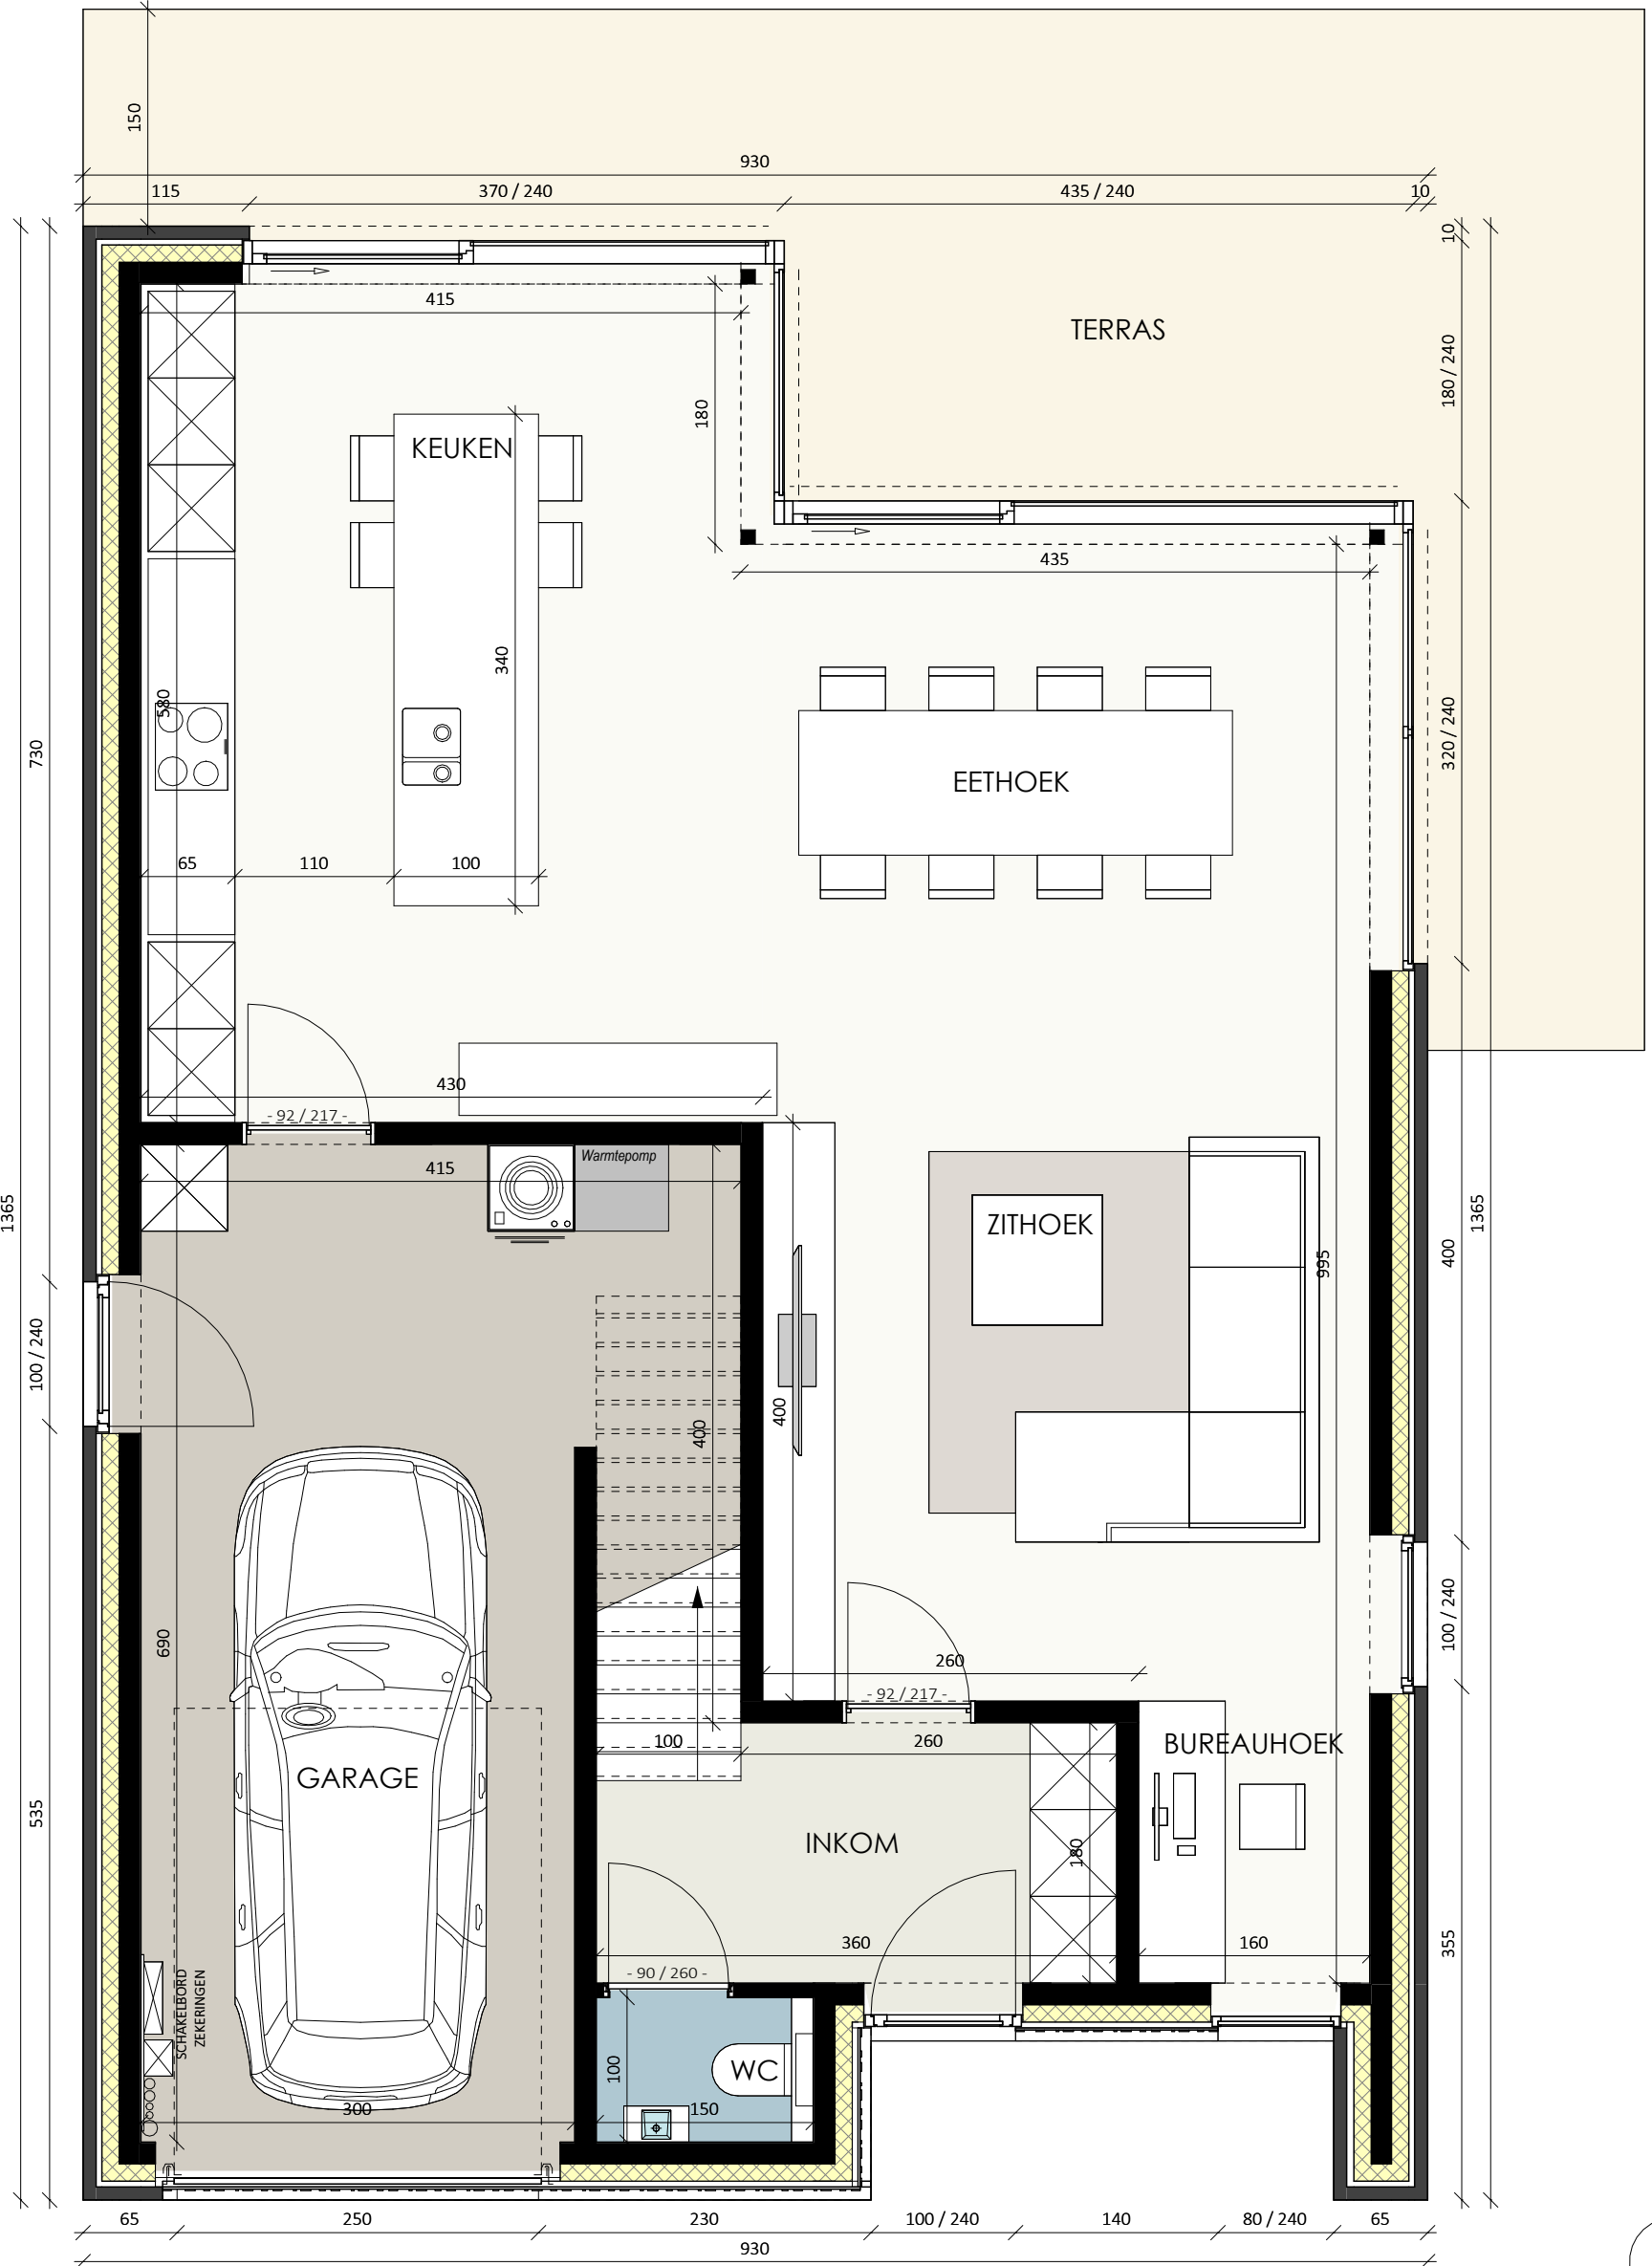 150
930
115
370 / 240
435 / 240
10
10
415
TERRAS
180
180 / 240
KEUKEN
435
340
580
730
320 / 240
EETHOEK
65
110
100
430
- 92 / 217 -
415
Warmtepomp
1365
1365
ZITHOEK
995
400
100 / 240
400
400
690
100 / 240
260
- 92 / 217 -
100
260
BUREAUHOEK
GARAGE
535
INKOM
180
360
160
355
- 90 / 260 -
SCHAKELBORD
ZEKERINGEN
100
WC
300
150
65
250
230
100 / 240
140
80 / 240
65
930